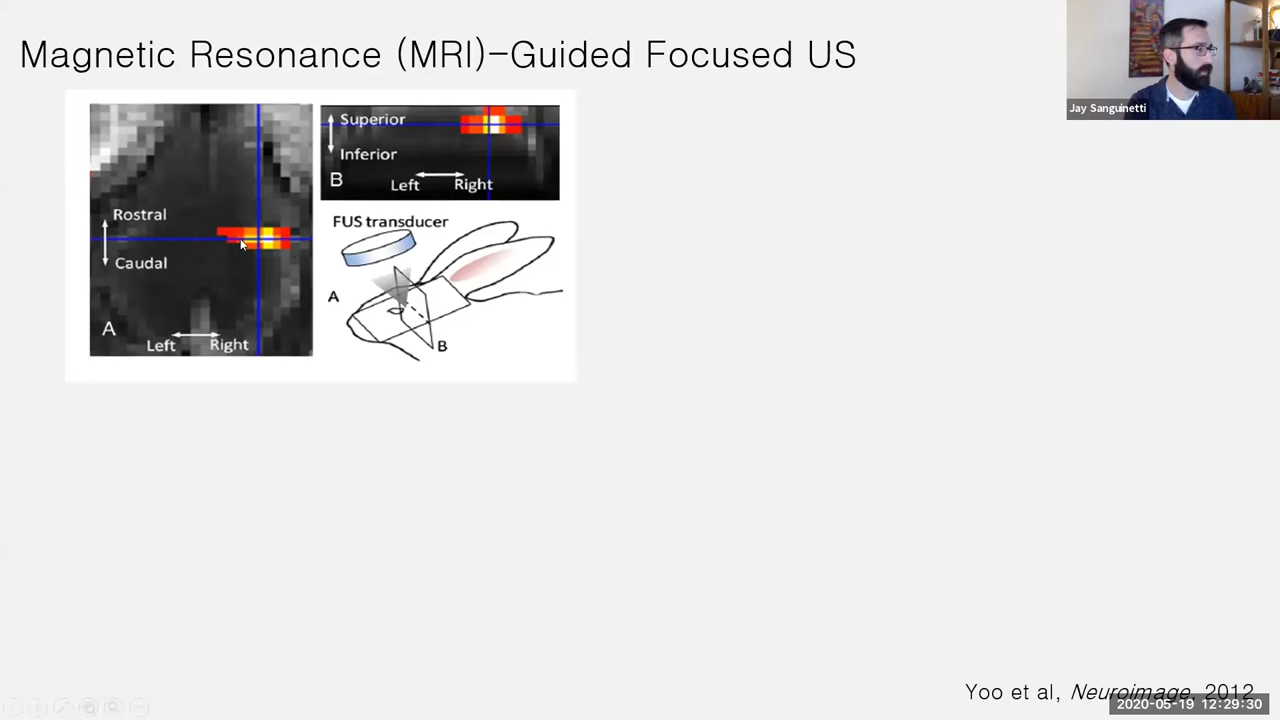 Magnetic Resonance (MRI)-Guided Focused US
Jay Sanguinetti
Rostral
Caudal
A
Left Right
Superior
Inferior
B
Left Right
FUS transducer
A
B
Yoo et al, Neuroimage, 2012
2020-05-19 12:29:30